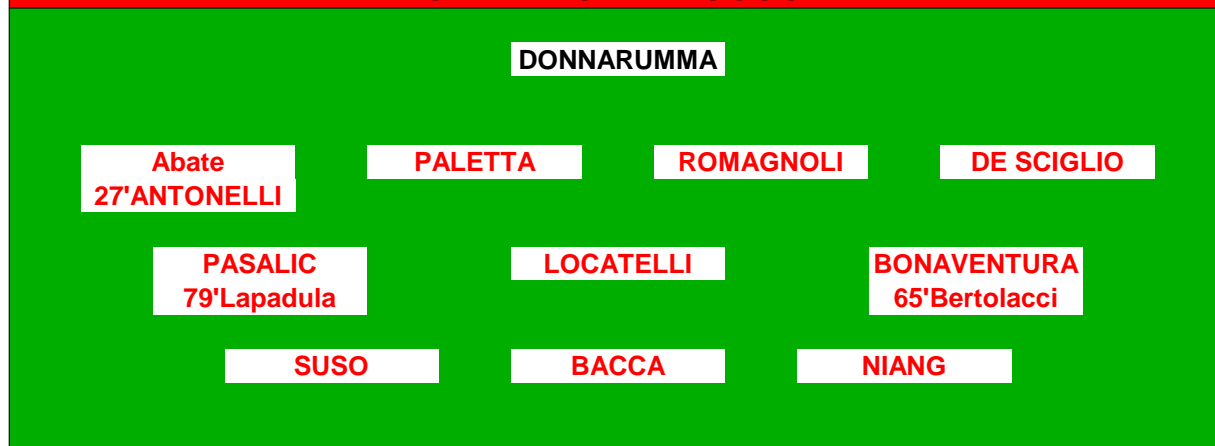 DONNARUMMA
Abate PALETTA ROMAGNOLI DE SCIGLIO
27'ANTONELLI
PASALIC LOCATELLI BONAVENTURA
79'Lapadula 65'Bertolacci
SUSO BACCA NIANG